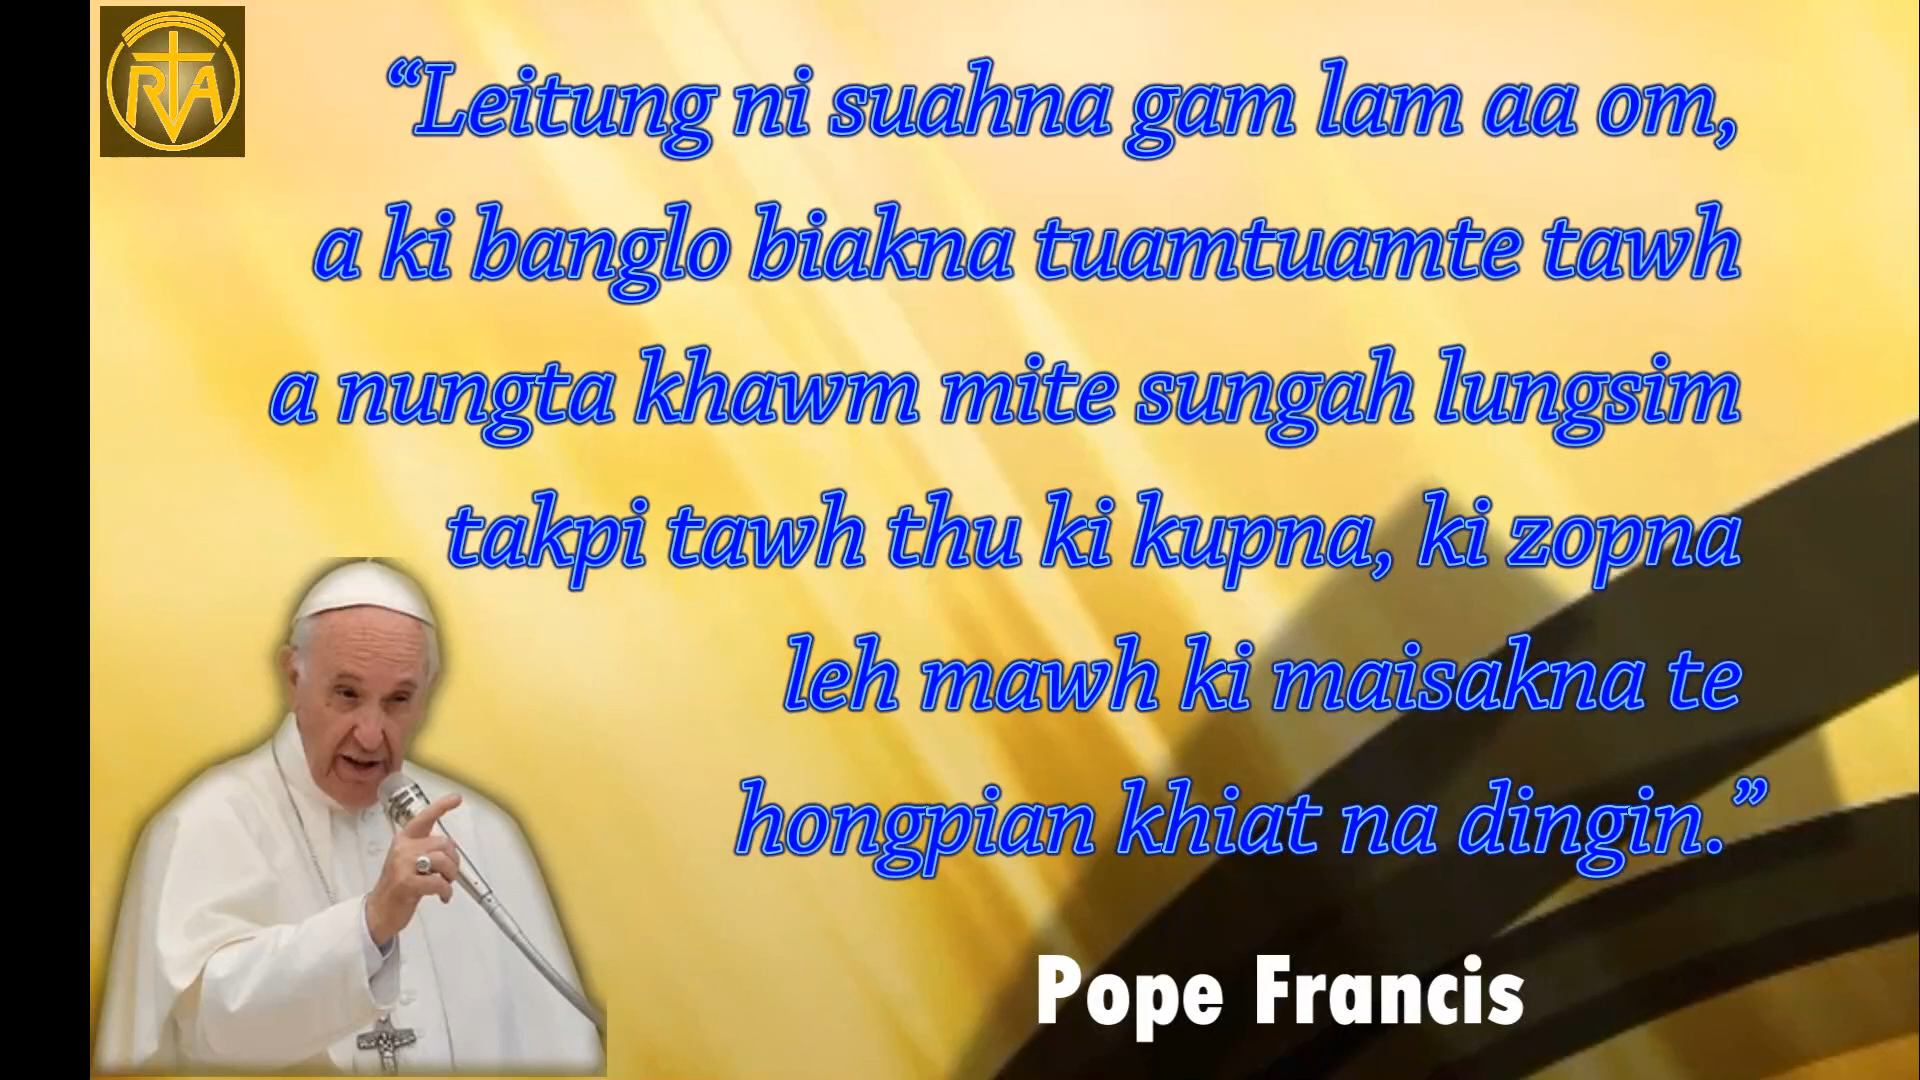 RTA
“Leitung ni suahna gam lam aa om,
a ki banglo biakna tuamtuamte tawh
a nungta khawm mite sungah lungsim
takpi tawh thu ki kupna, ki zopna
leh mawh ki maisakna te
hongpian khiat na dingin.”
Pope Francis